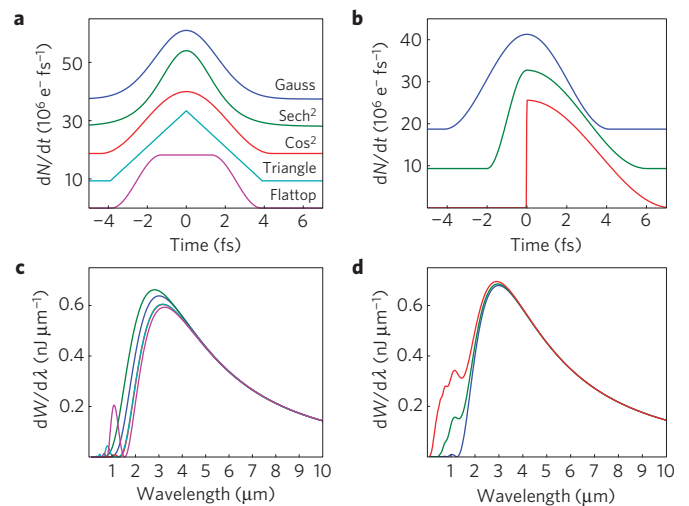 a
dN/dt (10⁶ e⁻ fs⁻¹)
50
30
10
Gauss
Sech²
Cos²
Triangle
Flattop
−4 −2 0 2 4 6
Time (fs)
b
dN/dt (10⁶ e⁻ fs⁻¹)
40
30
20
10
−4 −2 0 2 4 6
Time (fs)
c
dW/dλ (nJ μm⁻¹)
0.6
0.4
0.2
1 2 3 4 5 6 7 8 9 10
Wavelength (μm)
d
dW/dλ (nJ μm⁻¹)
0.6
0.4
0.2
1 2 3 4 5 6 7 8 9 10
Wavelength (μm)